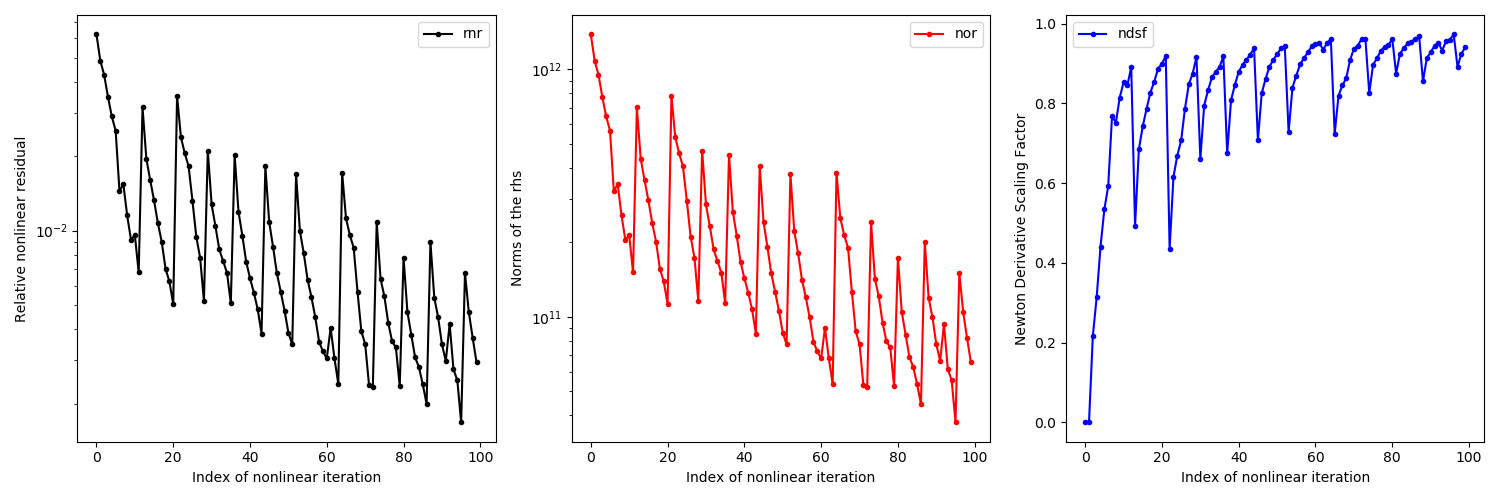 rnr
Relative nonlinear residual
10⁻²
0 20 40 60 80 100
Index of nonlinear iteration
nor
Norms of the rhs
10¹²
10¹¹
0 20 40 60 80 100
Index of nonlinear iteration
ndsf
Newton Derivative Scaling Factor
1.0
0.8
0.6
0.4
0.2
0.0
0 20 40 60 80 100
Index of nonlinear iteration